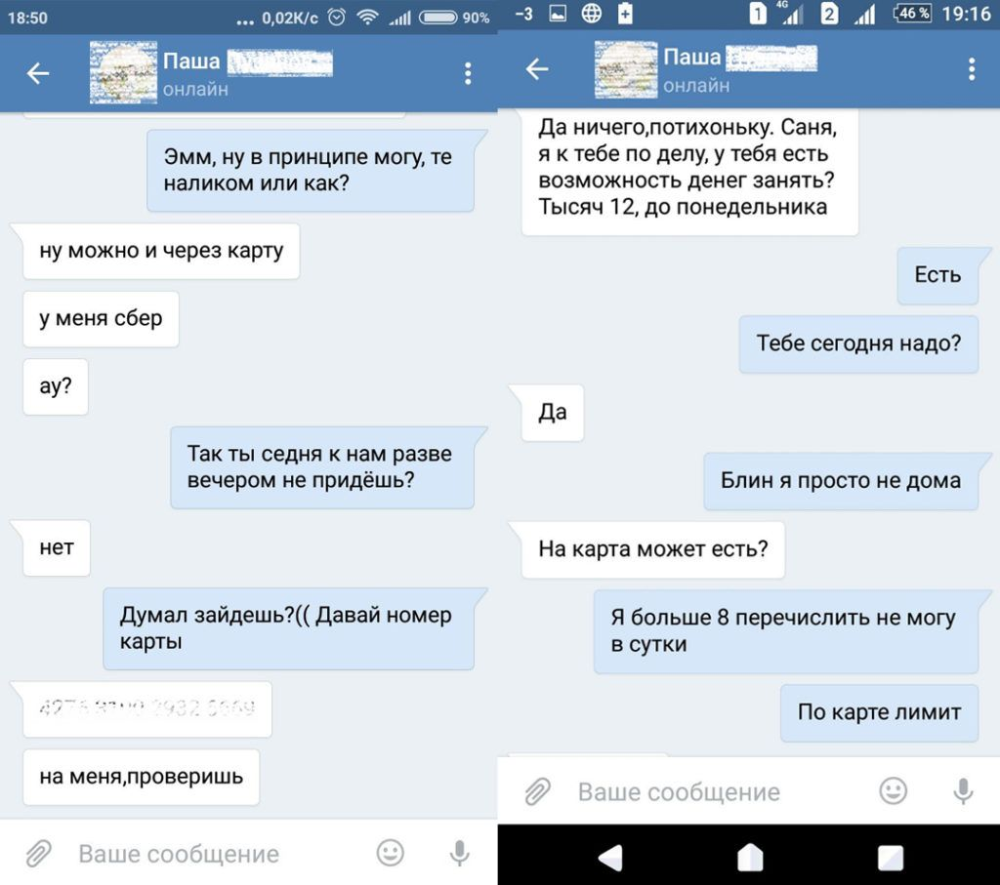 18:50
... 0,02К/с
90%
Паша
онлайн
Эмм, ну в принципе могу, те
наликом или как?
ну можно и через карту
у меня сбер
ау?
Так ты седня к нам разве
вечером не придёшь?
нет
Думал зайдешь?(( Давай номер
карты
на меня,проверишь
Ваше сообщение
-3
1
4G
2
46 %
19:16
Паша
онлайн
Да ничего,потихоньку. Саня,
я к тебе по делу, у тебя есть
возможность денег занять?
Тысяч 12, до понедельника
Есть
Тебе сегодня надо?
Да
Блин я просто не дома
На карта может есть?
Я больше 8 перечислить не могу
в сутки
По карте лимит
Ваше сообщение